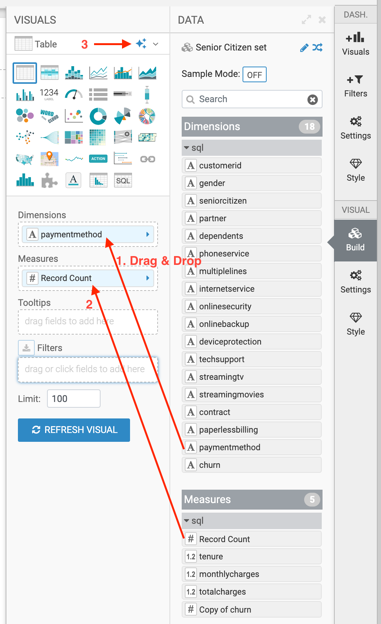 VISUALS
Table
3
1234
ACTION
A
SQL
Dimensions
A paymentmethod
1. Drag & Drop
Measures
# Record Count
2
Tooltips
drag fields to add here
Filters
drag or click fields to add here
Limit: 100
REFRESH VISUAL
DATA
Senior Citizen set
Sample Mode: OFF
Search
Dimensions 18
sql
A customerid
A gender
A seniorcitizen
A partner
A dependents
A phoneservice
A multiplelines
A internetservice
A onlinesecurity
A onlinebackup
A deviceprotection
A techsupport
A streamingtv
A streamingmovies
A contract
A paperlessbilling
A paymentmethod
A churn
Measures 5
sql
# Record Count
1.2 tenure
1.2 monthlycharges
1.2 totalcharges
# Copy of churn
DASH.
Visuals
Filters
Settings
Style
VISUAL
Build
Settings
Style